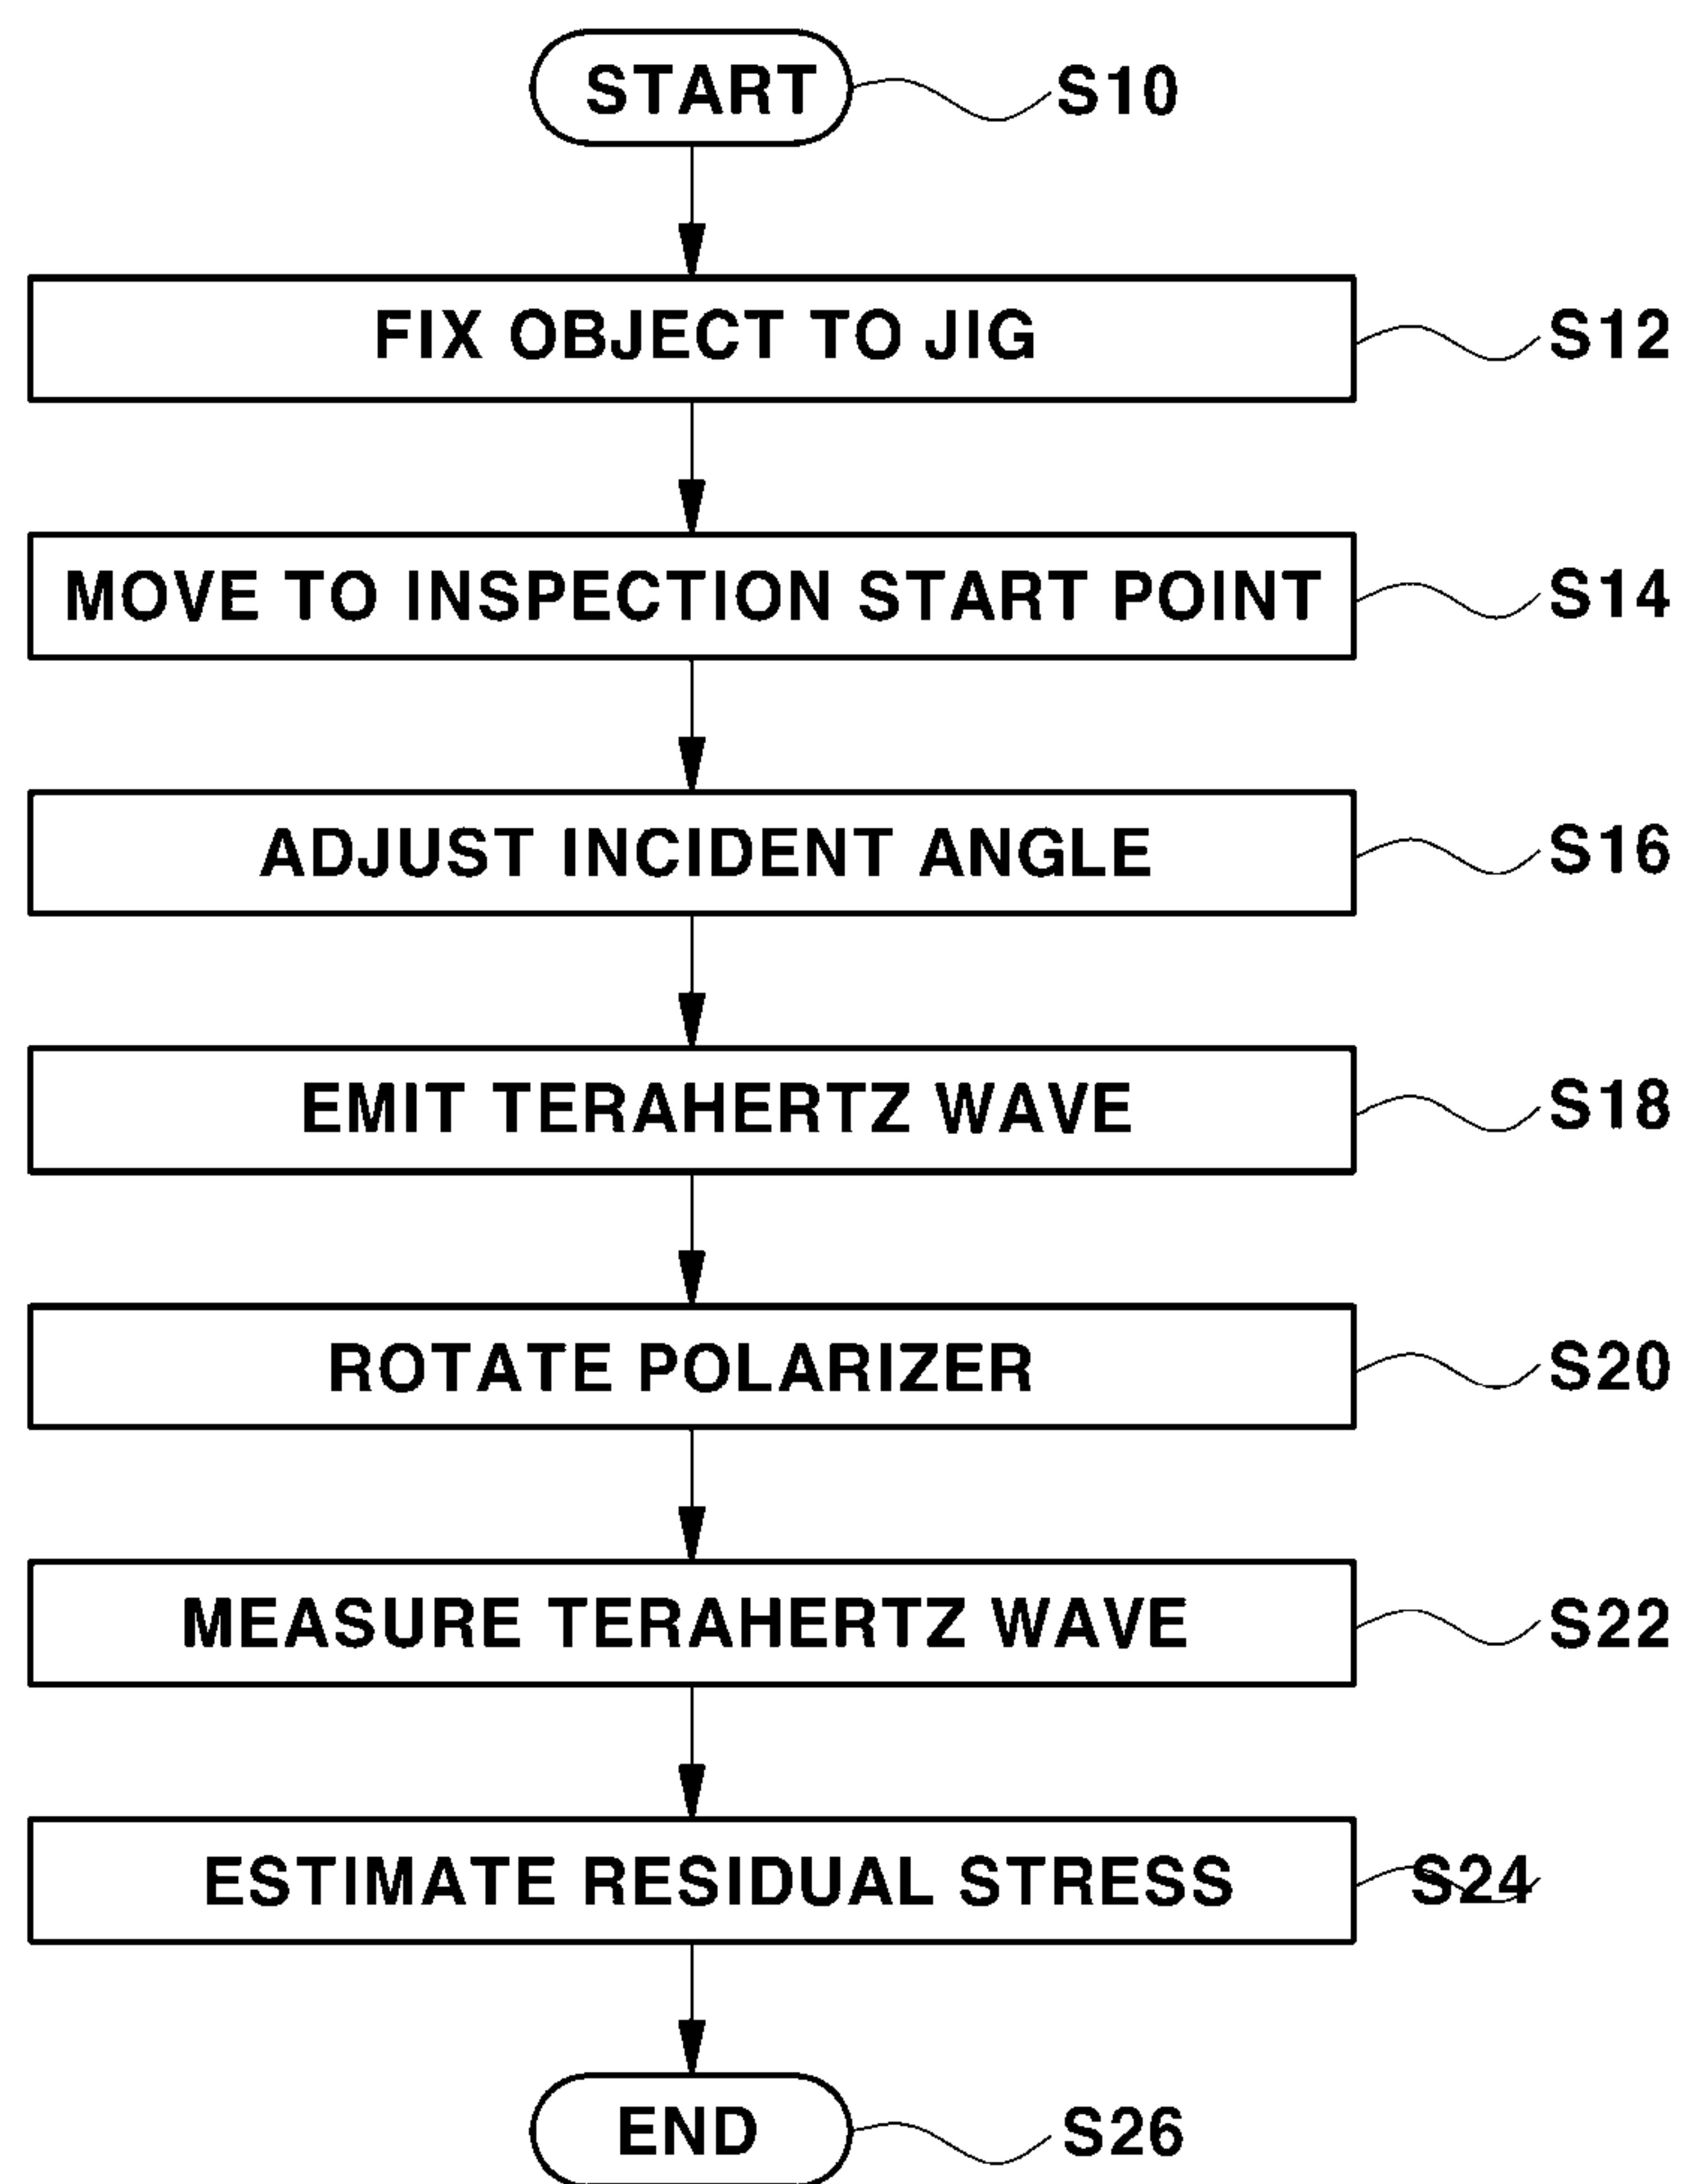 START S10
FIX OBJECT TO JIG S12
MOVE TO INSPECTION START POINT S14
ADJUST INCIDENT ANGLE S16
EMIT TERAHERTZ WAVE S18
ROTATE POLARIZER S20
MEASURE TERAHERTZ WAVE S22
ESTIMATE RESIDUAL STRESS S24
END S26